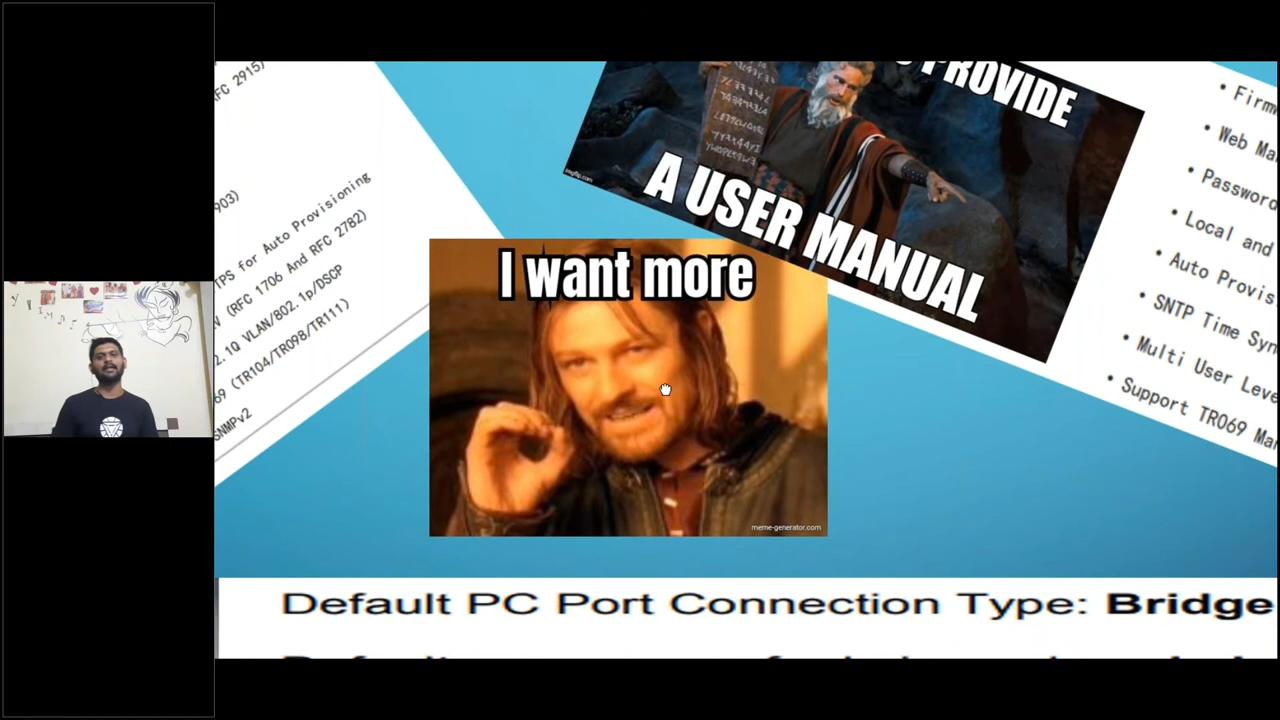 RFC 2915)
903)
TPS for Auto Provisioning
V (RFC 1706 And RFC 2782)
2.1Q VLAN/802.1p/DSCP
69 (TR104/TR098/TR111)
SNMPv2
PROVIDE
A USER MANUAL
imgflip.com
I want more
meme-generator.com
• Firm
• Web Ma
• Password
• Local and
• Auto Provis
• SNTP Time Syn
• Multi User Leve
• Support TR069 Ma
Default PC Port Connection Type: Bridge